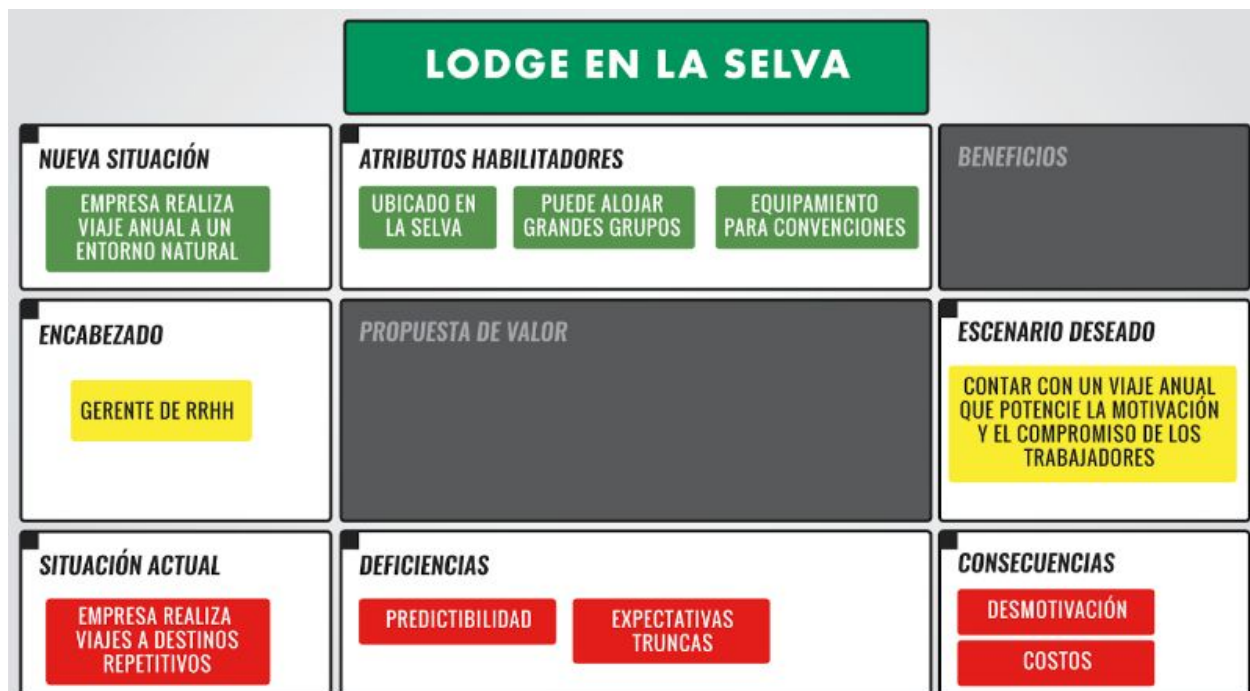 LODGE EN LA SELVA
NUEVA SITUACIÓN
EMPRESA REALIZA
VIAJE ANUAL A UN
ENTORNO NATURAL
ATRIBUTOS HABILITADORES
UBICADO EN
LA SELVA
PUEDE ALOJAR
GRANDES GRUPOS
EQUIPAMIENTO
PARA CONVENCIONES
BENEFICIOS
ENCABEZADO
GERENTE DE RRHH
PROPUESTA DE VALOR
ESCENARIO DESEADO
CONTAR CON UN VIAJE ANUAL
QUE POTENCIE LA MOTIVACIÓN
Y EL COMPROMISO DE LOS
TRABAJADORES
SITUACIÓN ACTUAL
EMPRESA REALIZA
VIAJES A DESTINOS
REPETITIVOS
DEFICIENCIAS
PREDICTIBILIDAD
EXPECTATIVAS
TRUNCAS
CONSECUENCIAS
DESMOTIVACIÓN
COSTOS